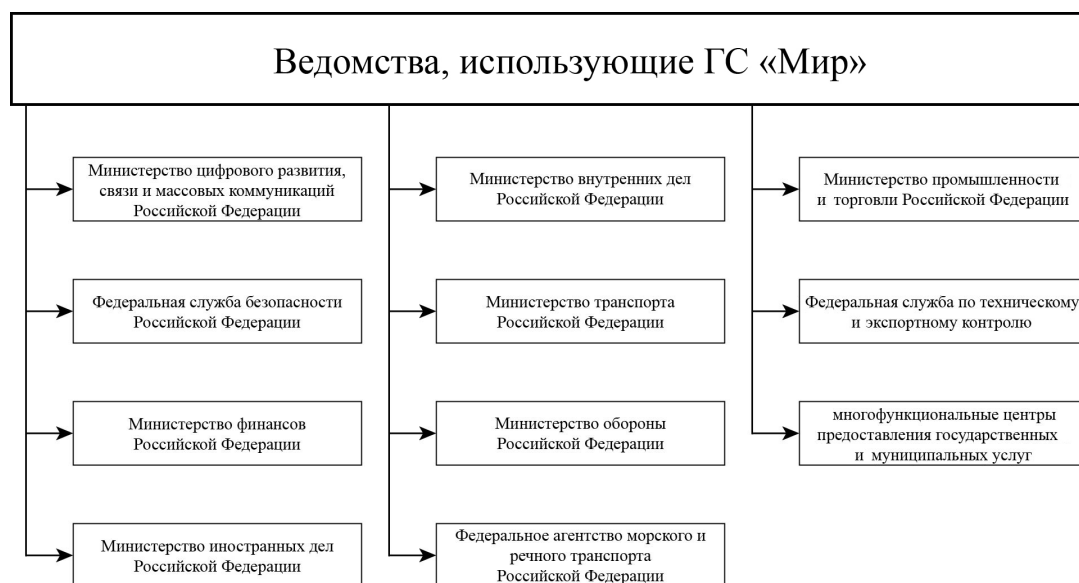 Ведомства, использующие ГС «Мир»
Министерство цифрового развития,
связи и массовых коммуникаций
Российской Федерации
Федеральная служба безопасности
Российской Федерации
Министерство финансов
Российской Федерации
Министерство иностранных дел
Российской Федерации
Министерство внутренних дел
Российской Федерации
Министерство транспорта
Российской Федерации
Министерство обороны
Российской Федерации
Федеральное агентство морского и
речного транспорта
Российской Федерации
Министерство промышленности
и торговли Российской Федерации
Федеральная служба по техническому
и экспортному контролю
многофункциональные центры
предоставления государственных
и муниципальных услуг